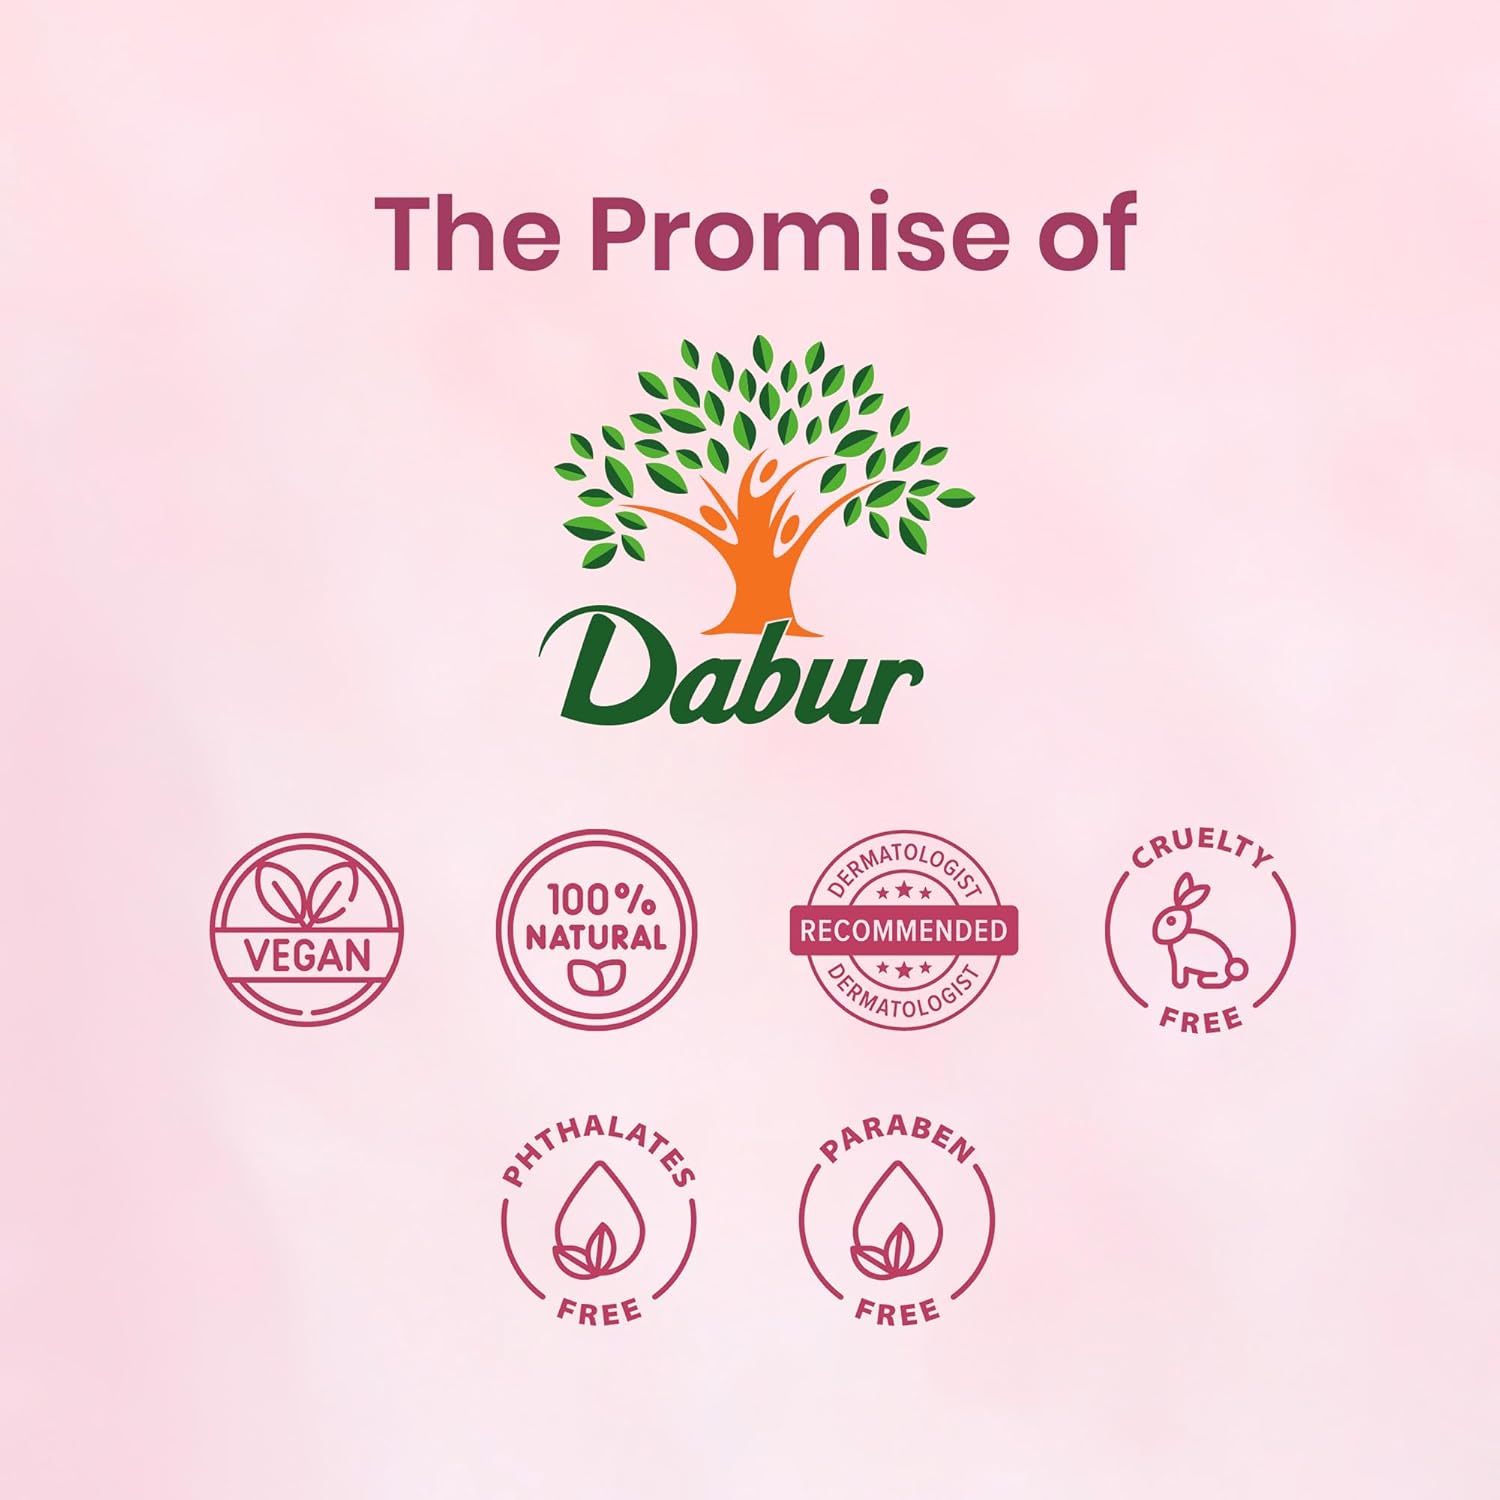 The Promise of
Dabur
VEGAN
100%
NATURAL
DERMATOLOGIST
RECOMMENDED
DERMATOLOGIST
CRUELTY
FREE
PHTHALATES
FREE
PARABEN
FREE